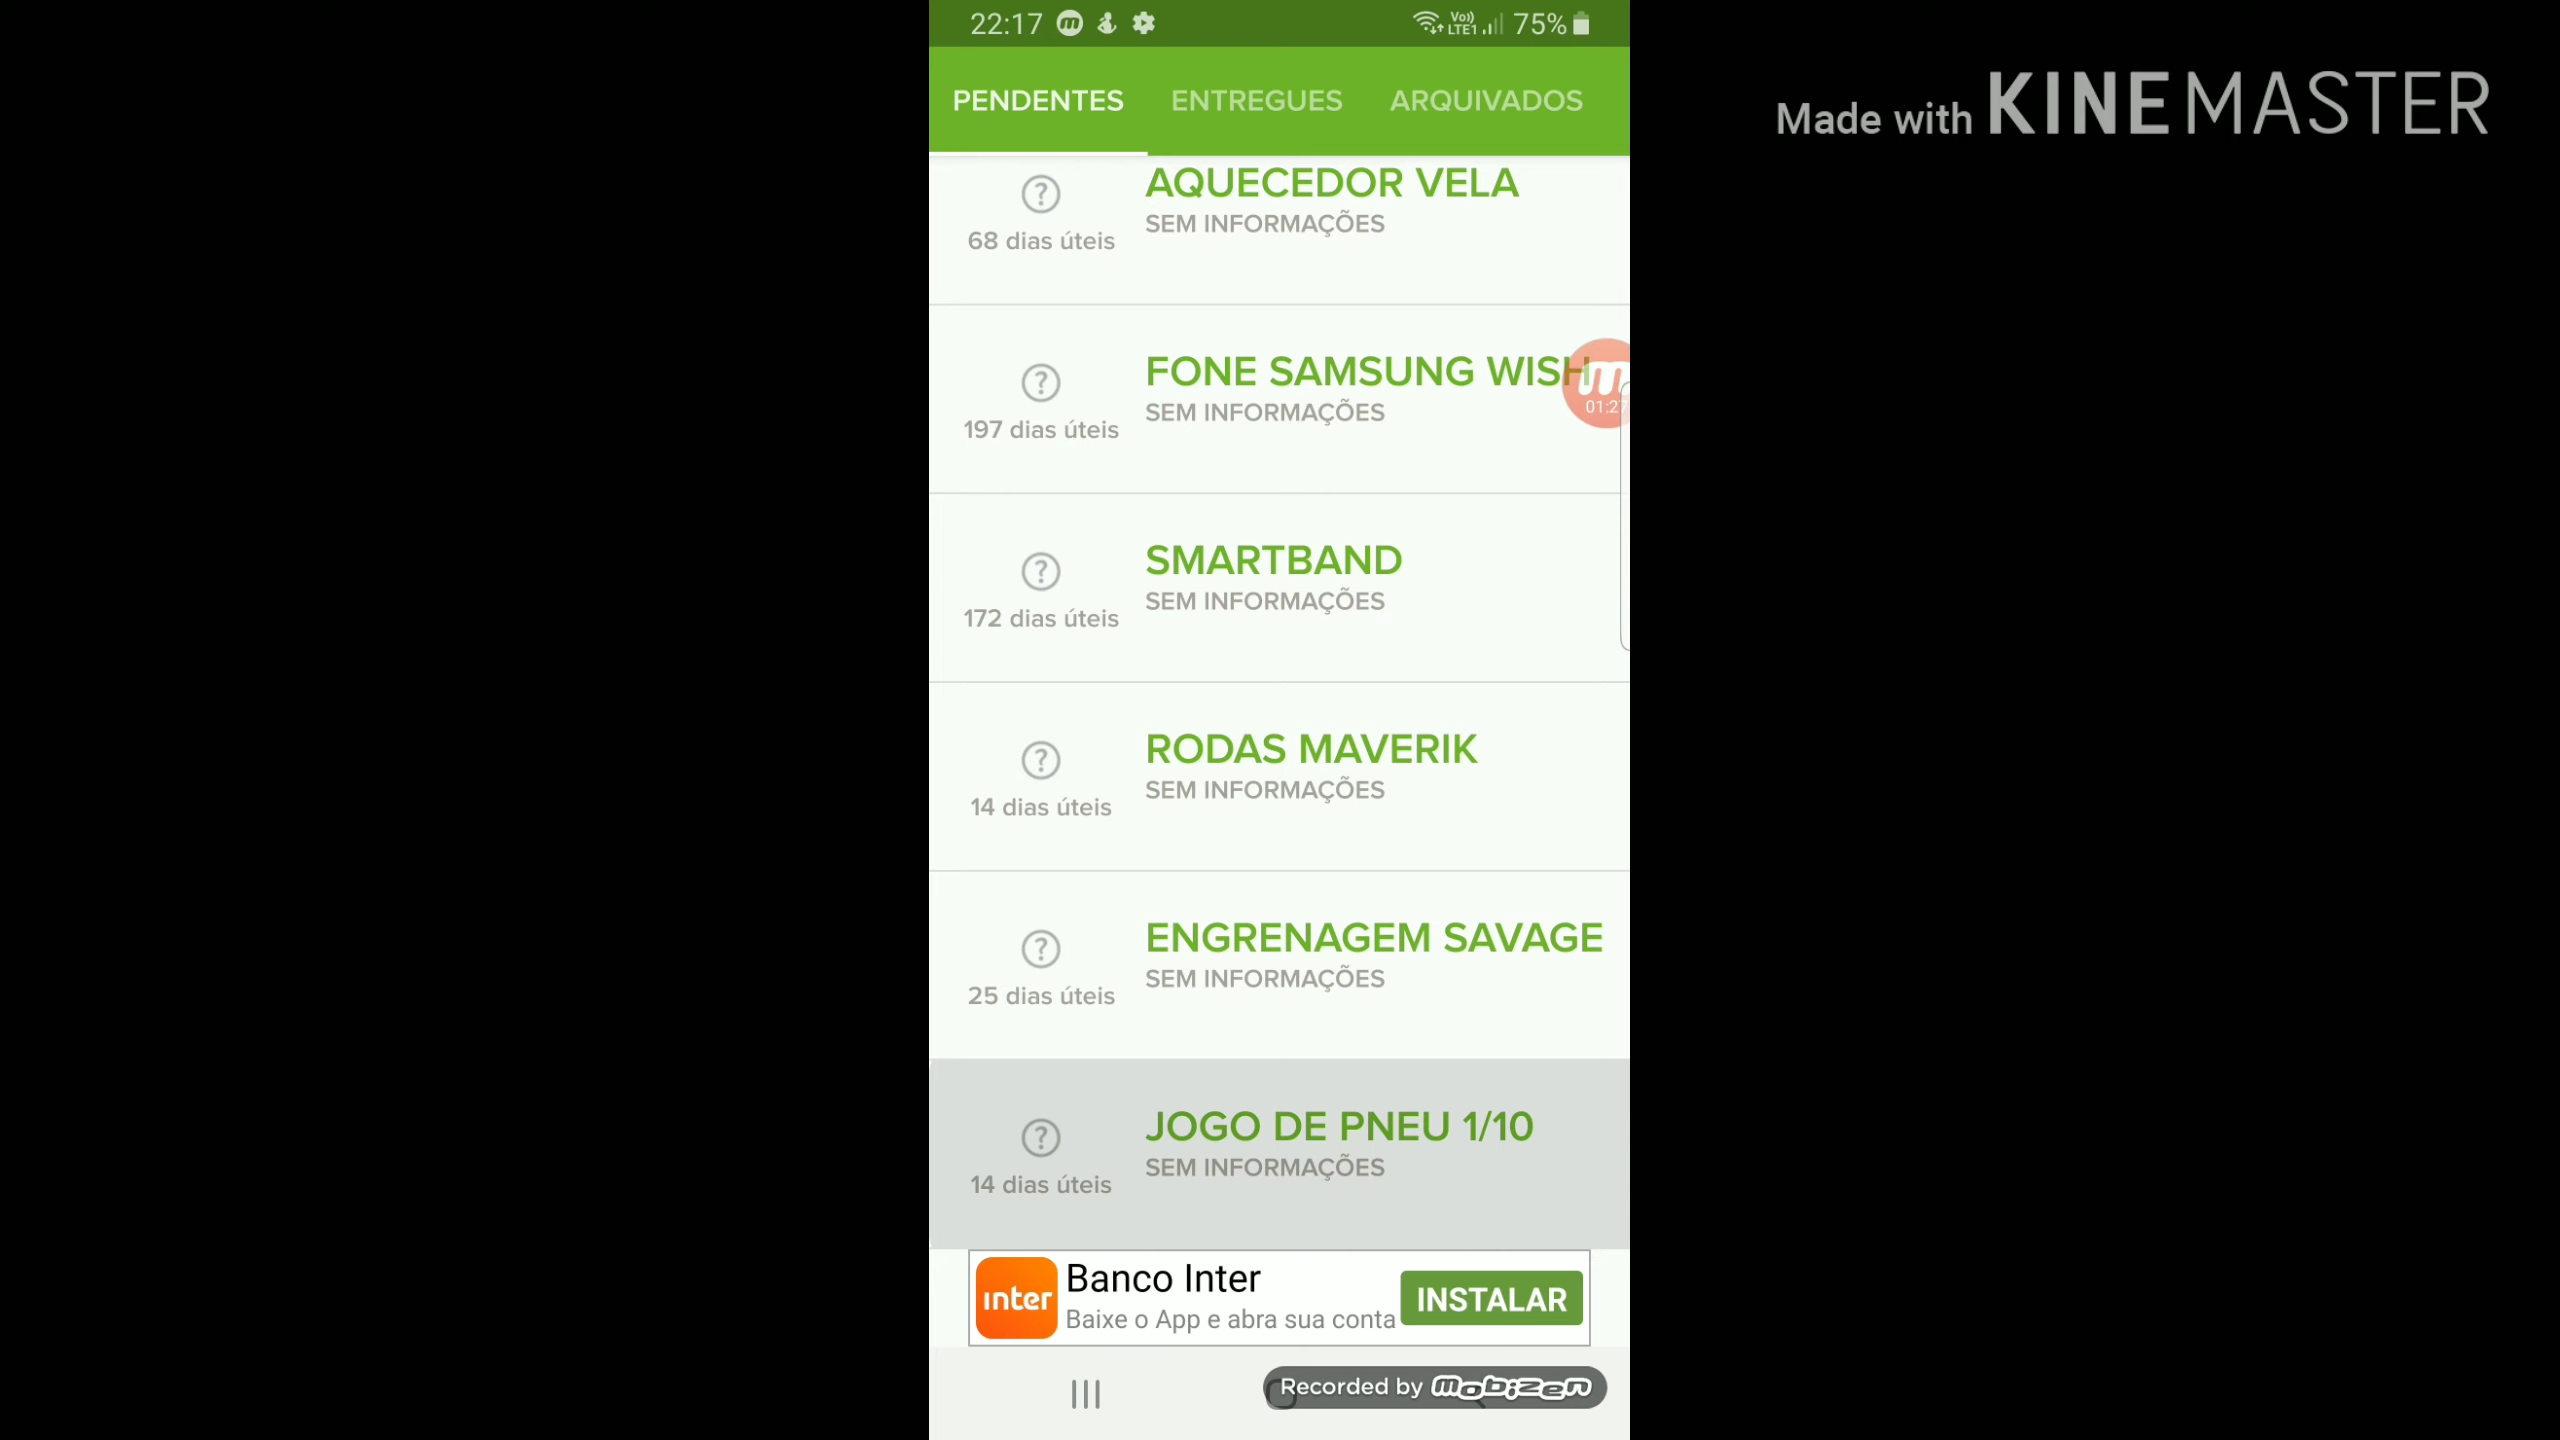 22:17 VoLTE1 75%
Made with KINEMASTER
PENDENTES ENTREGUES ARQUIVADOS
AQUECEDOR VELA
SEM INFORMAÇÕES
68 dias úteis
FONE SAMSUNG WISH
01:27
SEM INFORMAÇÕES
197 dias úteis
SMARTBAND
SEM INFORMAÇÕES
172 dias úteis
RODAS MAVERIK
SEM INFORMAÇÕES
14 dias úteis
ENGRENAGEM SAVAGE
SEM INFORMAÇÕES
25 dias úteis
JOGO DE PNEU 1/10
SEM INFORMAÇÕES
14 dias úteis
inter
Banco Inter
Baixe o App e abra sua conta
INSTALAR
Recorded by mobizen